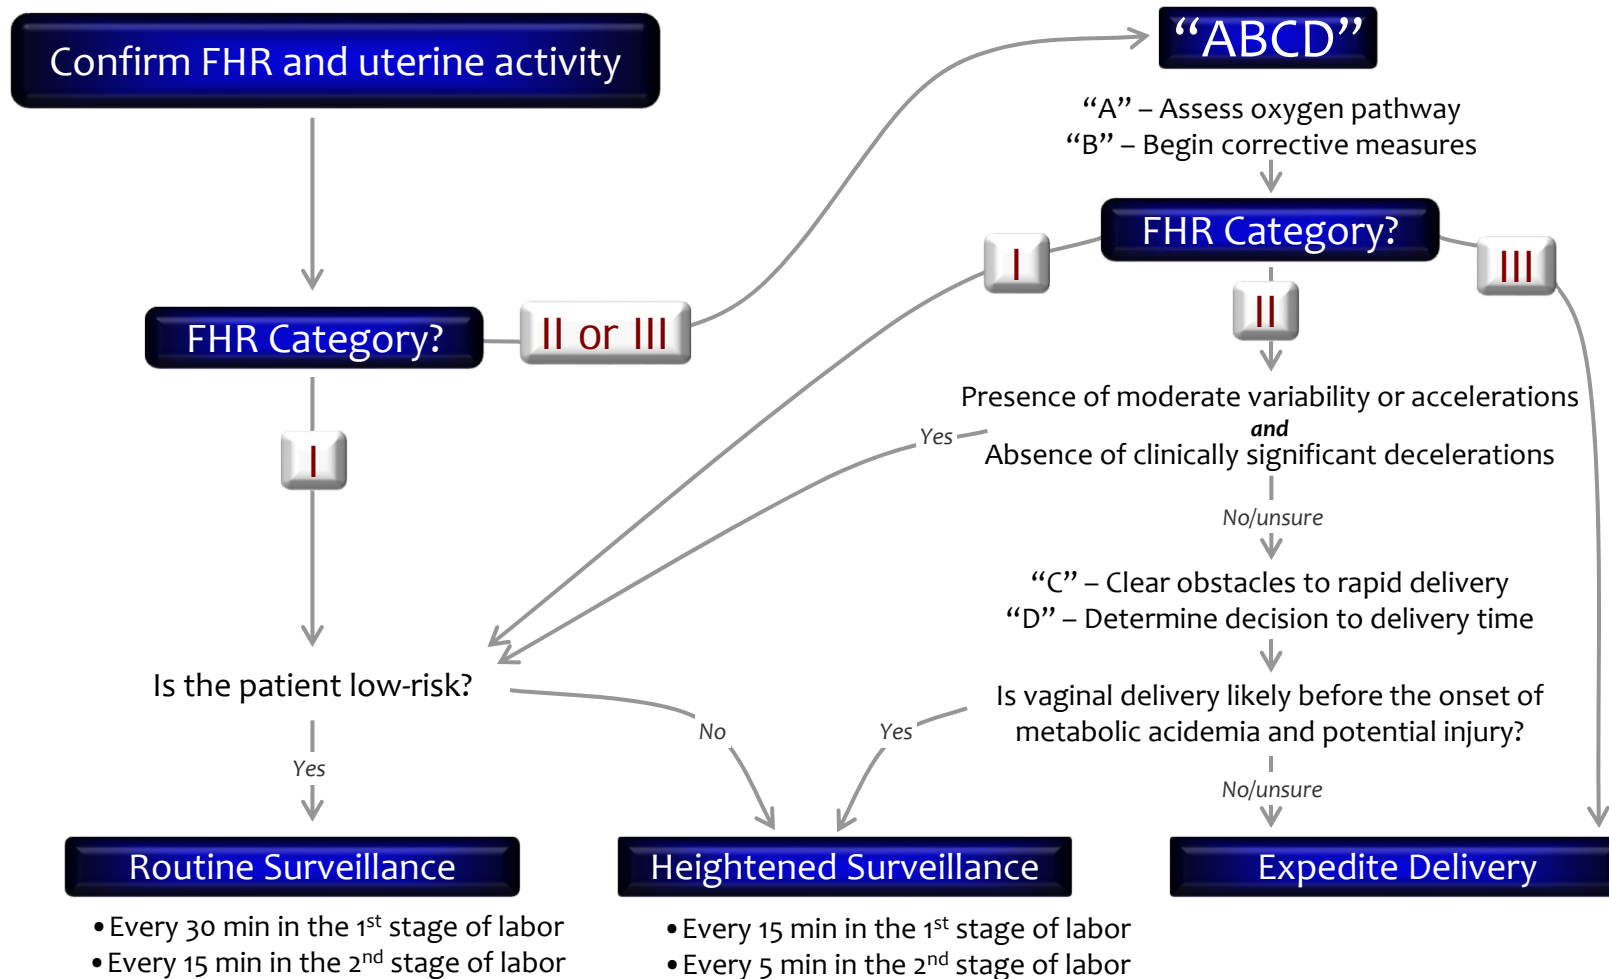 Confirm FHR and uterine activity
FHR Category?
II or III
I
Is the patient low-risk?
Yes
No
Routine Surveillance
•Every 30 min in the 1st stage of labor
•Every 15 min in the 2nd stage of labor
“ABCD”
“A” – Assess oxygen pathway
“B” – Begin corrective measures
FHR Category?
I
II
III
Presence of moderate variability or accelerations
and
Absence of clinically significant decelerations
Yes
No/unsure
“C” – Clear obstacles to rapid delivery
“D” – Determine decision to delivery time
Is vaginal delivery likely before the onset of
metabolic acidemia and potential injury?
Yes
No/unsure
Heightened Surveillance
•Every 15 min in the 1st stage of labor
•Every 5 min in the 2nd stage of labor
Expedite Delivery